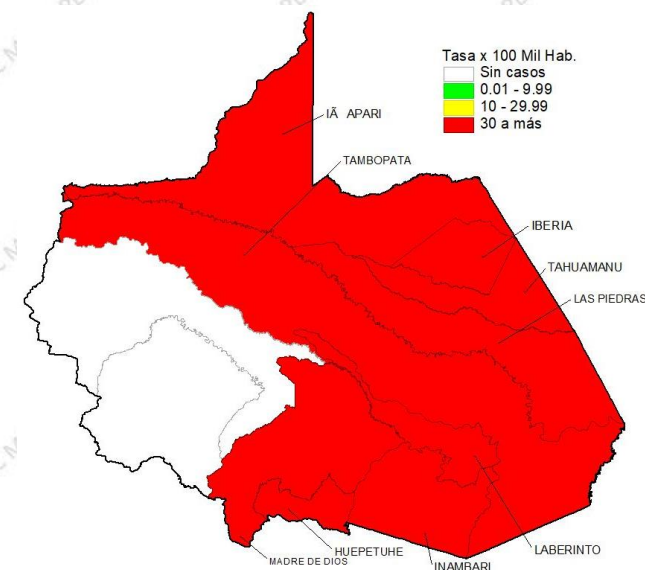 Tasa x 100 Mil Hab.
Sin casos
0.01 - 9.99
10 - 29.99
30 a más
IÃ APARI
TAMBOPATA
IBERIA
TAHUAMANU
LAS PIEDRAS
LABERINTO
HUEPETUHE
MADRE DE DIOS
INAMBARI